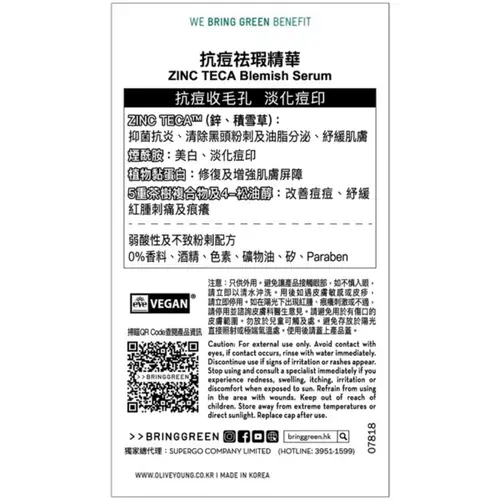 WE BRING GREEN BENEFIT
抗痘祛瑕精華
ZINC TECA Blemish Serum
抗痘收毛孔 淡化痘印
ZINC TECA™ (鋅、積雪草)：
抑菌抗炎、清除黑頭粉刺及油脂分泌、紓緩肌膚
煙酰胺：美白、淡化痘印
植物黏蛋白：修復及增強肌膚屏障
5重茶樹複合物及4-松油醇：改善痘痘、紓緩
紅腫刺痛及痕癢
弱酸性及不致粉刺配方
0%香料、酒精、色素、礦物油、矽、Paraben
eve VEGAN
掃瞄QR Code查閱產品資訊
>>BRINGGREEN
注意：只供外用。避免讓產品接觸眼部，如不慎入眼，
請立即以清水沖洗。用後如遇皮膚敏感或皮疹，
請立即停用。如在陽光下出現紅腫、痕癢刺激或不適，
請停用並諮詢皮膚科醫生意見。請避免用於有傷口的
皮膚範圍。勿放於兒童可觸及處。避免存放於陽光
直接照射或極端氣溫處。使用後請蓋上產品蓋。
Caution: For external use only. Avoid contact with
eyes, if contact occurs, rinse with water immediately.
Discontinue use if signs of irritation or rashes appear.
Stop using and consult a specialist immediately if you
experience redness, swelling, itching, irritation or
discomfort when exposed to sun. Refrain from using
in the area with wounds. Keep out of reach of
children. Store away from extreme temperatures or
direct sunlight. Replace cap after use.
>>BRINGGREEN
bringgreen.hk
獨家總代理： SUPERGO COMPANY LIMITED (HOTLINE: 3951-1599)
07818
WWW.OLIVEYOUNG.CO.KR I MADE IN KOREA